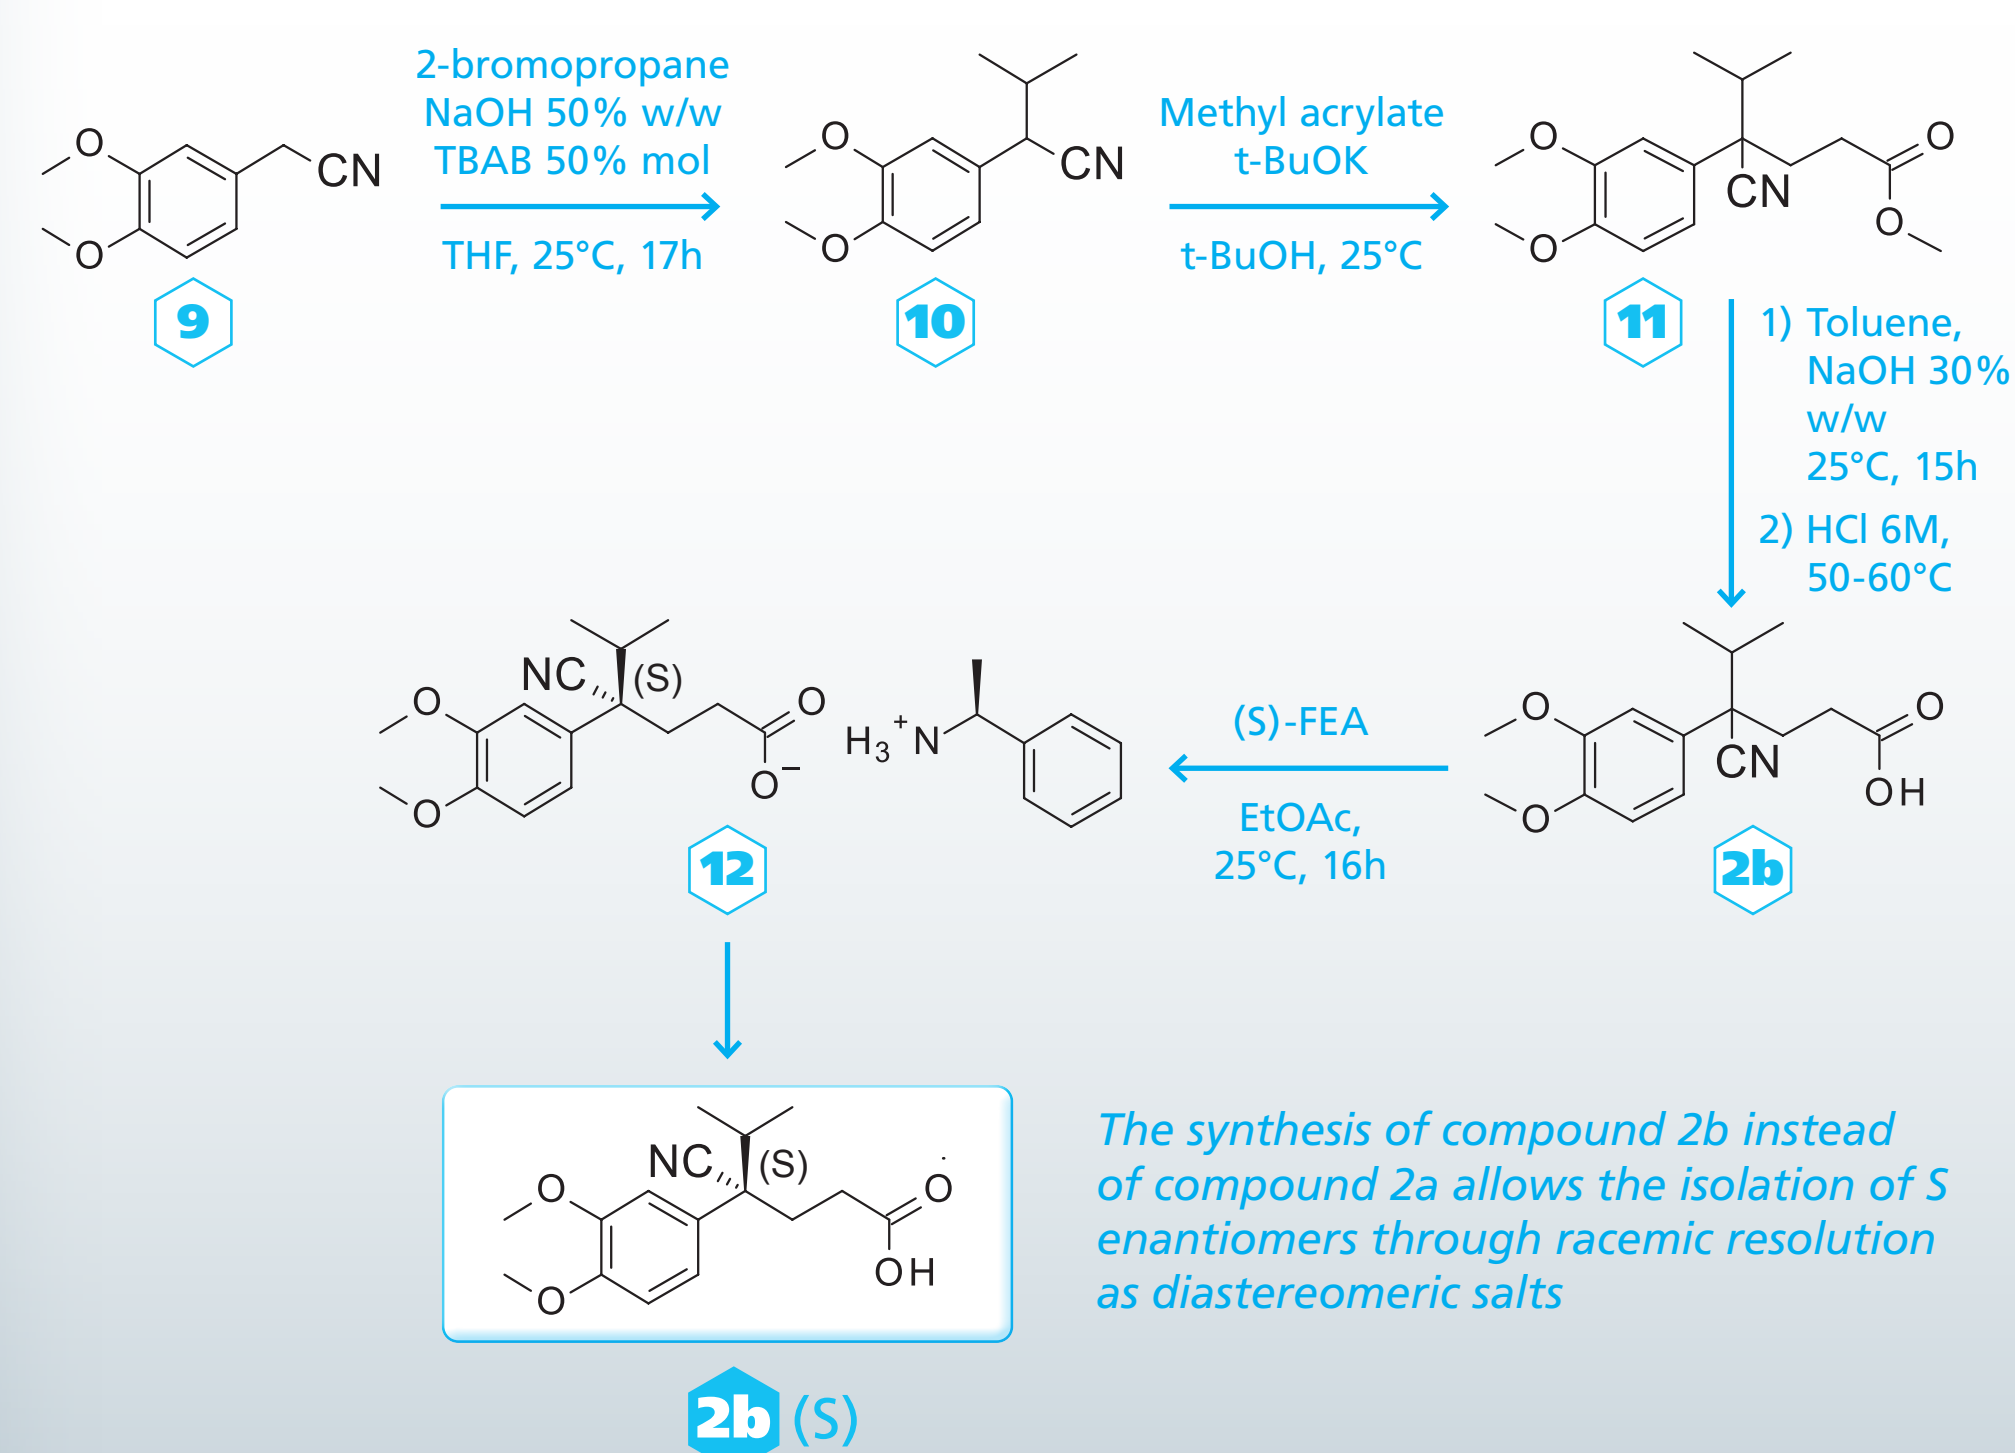 2-bromopropane
NaOH 50% w/w
TBAB 50% mol
THF, 25°C, 17h
O
O
CN
9
O
O
CN
10
Methyl acrylate
t-BuOK
t-BuOH, 25°C
O
O
CN
O
O
11
1) Toluene,
NaOH 30%
w/w
25°C, 15h
2) HCl 6M,
50-60°C
O
O
CN
O
OH
2b
(S)-FEA
EtOAc,
25°C, 16h
NC
(S)
O
O
O
O−
H3+N
12
NC
(S)
O
O
O
OH
2b (S)
The synthesis of compound 2b instead
of compound 2a allows the isolation of S
enantiomers through racemic resolution
as diastereomeric salts